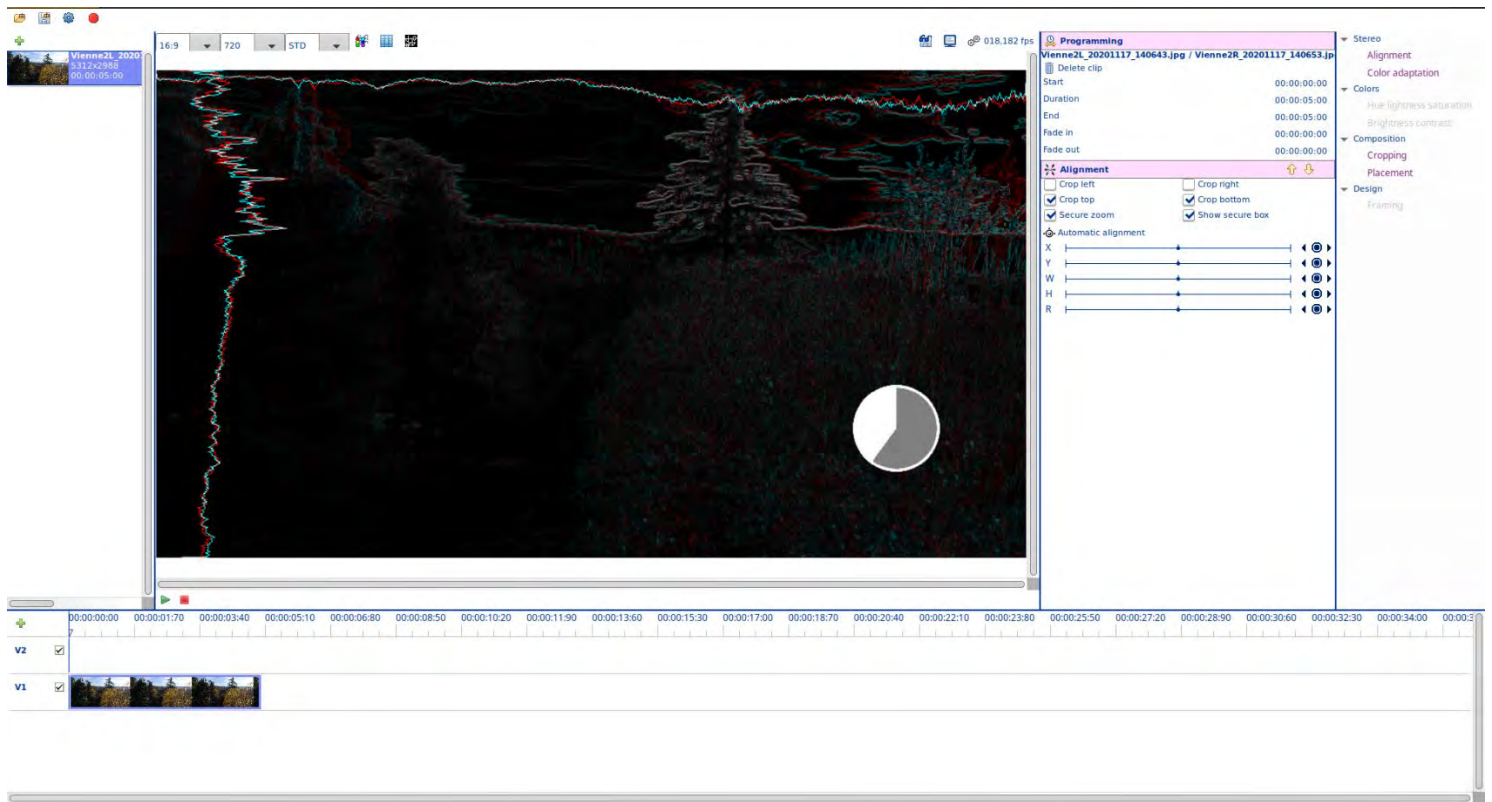 16:9 720 STD 018.182 fps
Vienne2L_2020
5312x2988
00:00:05:00
Programming
Vienne2L_20201117_140643.jpg / Vienne2R_20201117_140653.jp
Delete clip
Start 00:00:00:00
Duration 00:00:05:00
End 00:00:05:00
Fade in 00:00:00:00
Fade out 00:00:00:00
Alignment
Crop left Crop right
Crop top Crop bottom
Secure zoom Show secure box
Automatic alignment
X
Y
W
H
R
Stereo
Alignment
Color adaptation
Colors
Hue lightness saturation
Brightness contrast
Composition
Cropping
Placement
Design
Framing
00:00:00:00 00:00:01:70 00:00:03:40 00:00:05:10 00:00:06:80 00:00:08:50 00:00:10:20 00:00:11:90 00:00:13:60 00:00:15:30 00:00:17:00 00:00:18:70 00:00:20:40 00:00:22:10 00:00:23:80 00:00:25:50 00:00:27:20 00:00:28:90 00:00:30:60 00:00:32:30 00:00:34:00 00:00:3
V2
V1